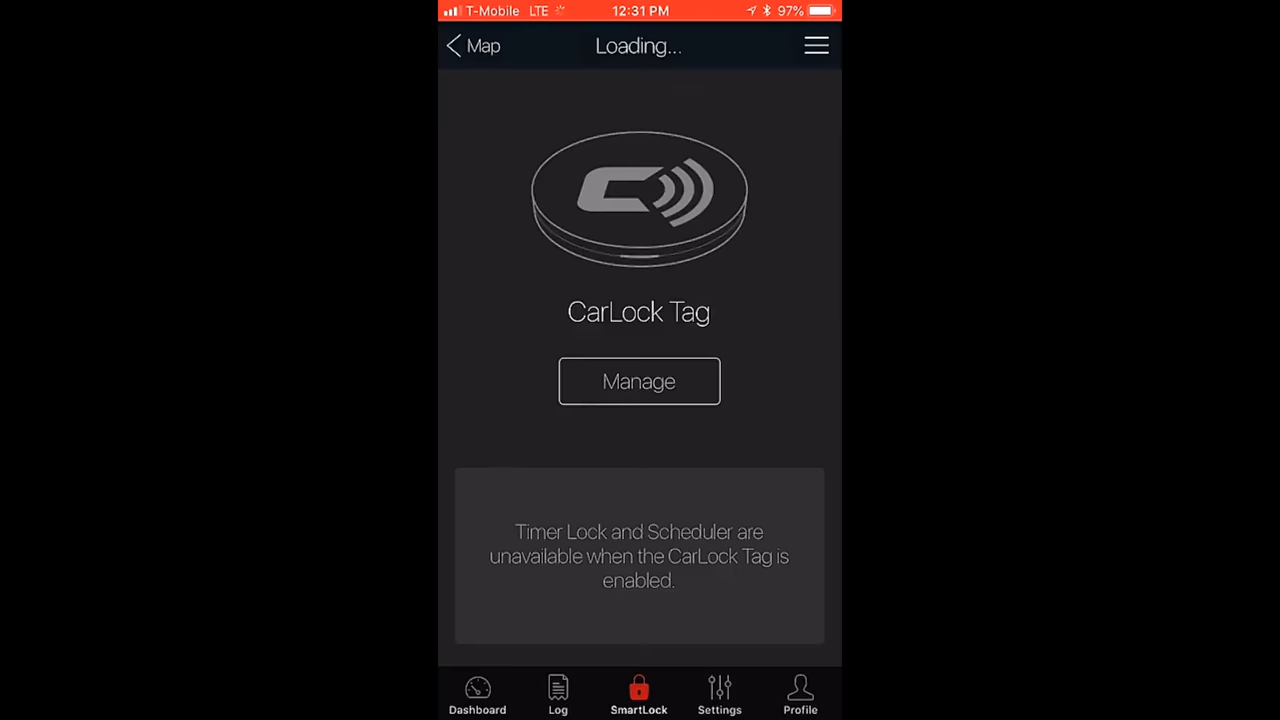 T-Mobile LTE 12:31 PM 97%
Map Loading...
CarLock Tag
Manage
Timer Lock and Scheduler are
unavailable when the CarLock Tag is
enabled.
Dashboard Log SmartLock Settings Profile